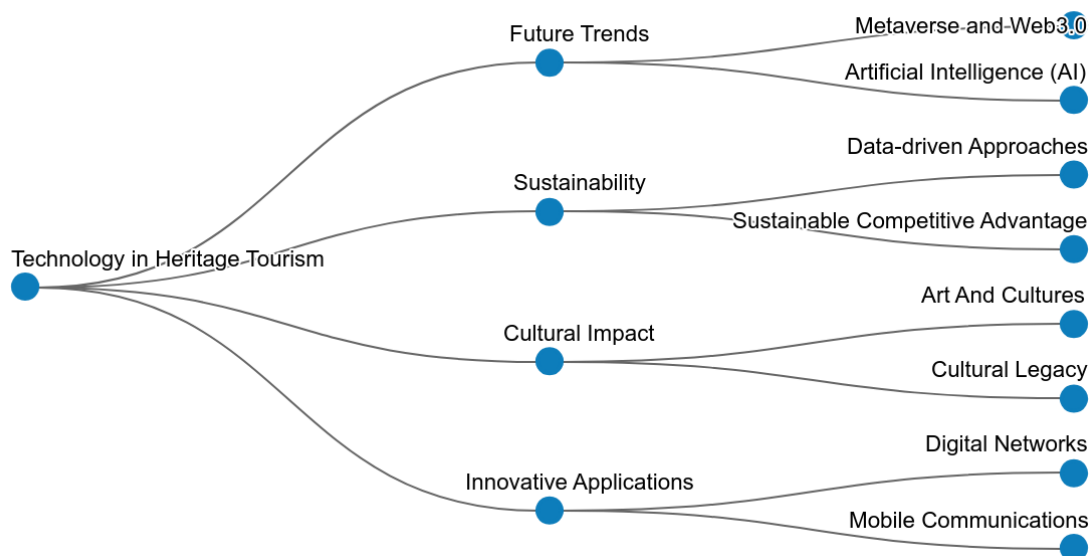 Future Trends
Metaverse and Web3.0
Artificial Intelligence (AI)
Data-driven Approaches
Sustainability
Sustainable Competitive Advantage
Technology in Heritage Tourism
Art And Cultures
Cultural Impact
Cultural Legacy
Digital Networks
Innovative Applications
Mobile Communications